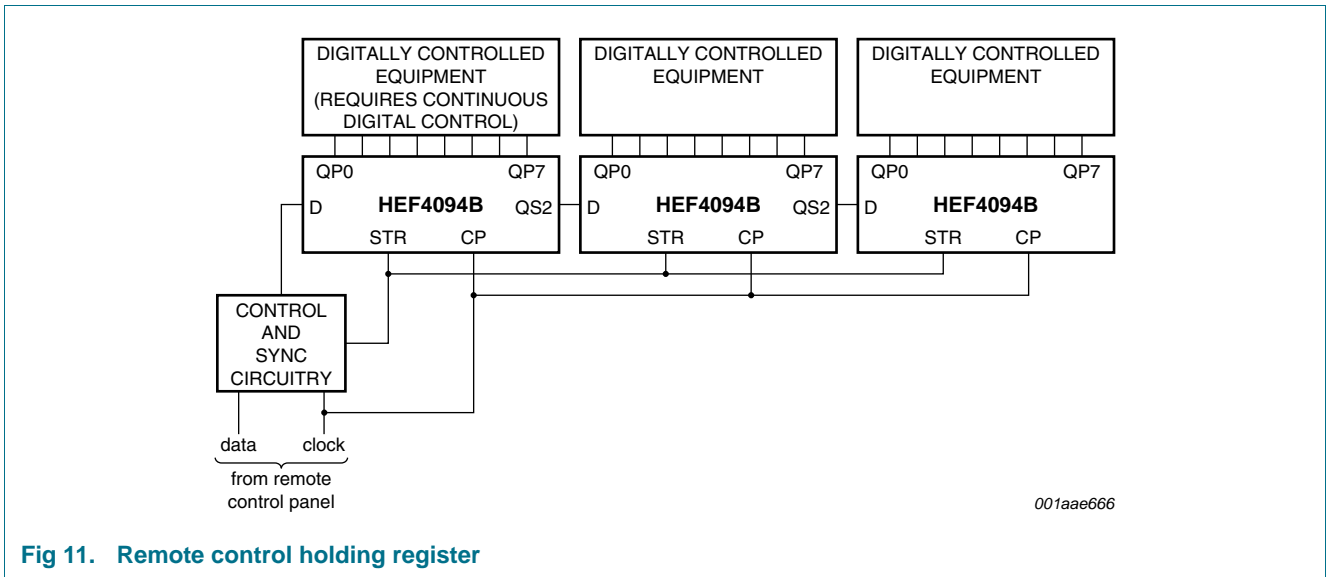 DIGITALLY CONTROLLED
EQUIPMENT
(REQUIRES CONTINUOUS
DIGITAL CONTROL)
DIGITALLY CONTROLLED
EQUIPMENT
DIGITALLY CONTROLLED
EQUIPMENT
QP0 QP7
D HEF4094B QS2
STR CP
QP0 QP7
D HEF4094B QS2
STR CP
QP0 QP7
D HEF4094B
STR CP
CONTROL
AND
SYNC
CIRCUITRY
data clock
from remote
control panel
001aae666
Fig 11. Remote control holding register